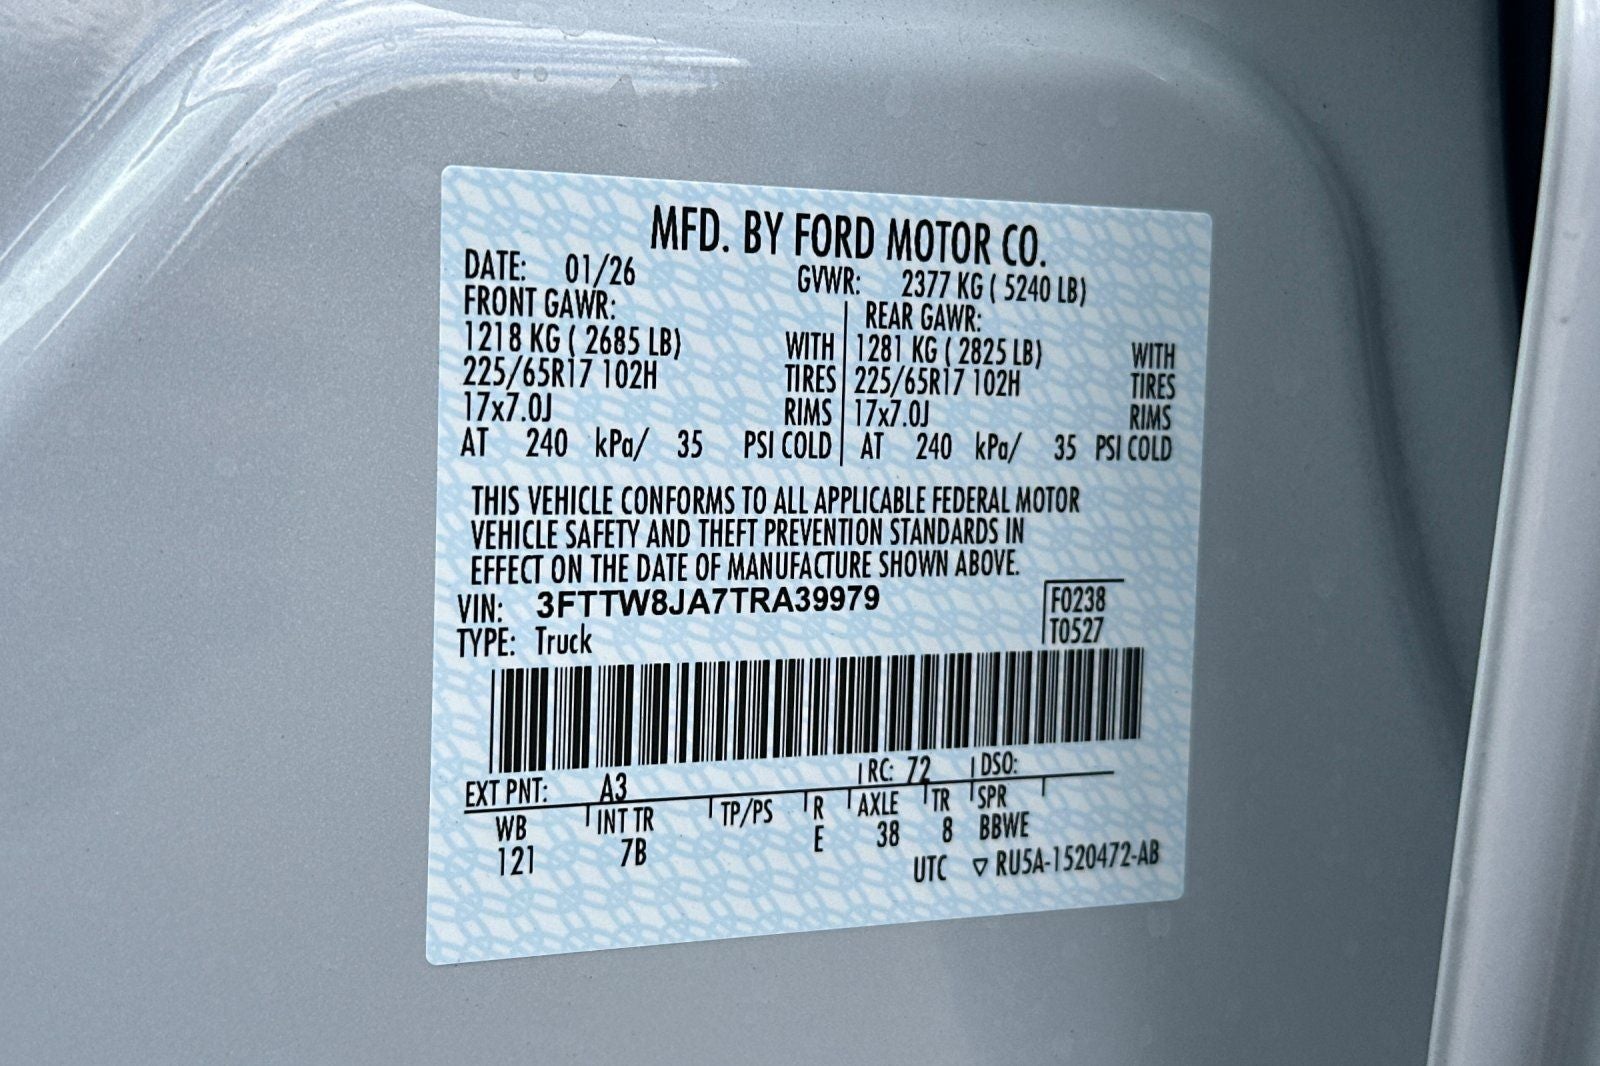 MFD. BY FORD MOTOR CO.
DATE: 01/26 GVWR: 2377 KG ( 5240 LB)
FRONT GAWR: REAR GAWR:
1218 KG ( 2685 LB) WITH 1281 KG ( 2825 LB) WITH
225/65R17 102H TIRES 225/65R17 102H TIRES
17x7.0J RIMS 17x7.0J RIMS
AT 240 kPa/ 35 PSI COLD AT 240 kPa/ 35 PSI COLD
THIS VEHICLE CONFORMS TO ALL APPLICABLE FEDERAL MOTOR
VEHICLE SAFETY AND THEFT PREVENTION STANDARDS IN
EFFECT ON THE DATE OF MANUFACTURE SHOWN ABOVE.
VIN: 3FTTW8JA7TRA39979 F0238
TYPE: Truck T0527
EXT PNT: A3 RC: 72 DSO:
WB INT TR TP/PS R AXLE TR SPR
121 7B E 38 8 BBWE
UTC ▽ RU5A-1520472-AB